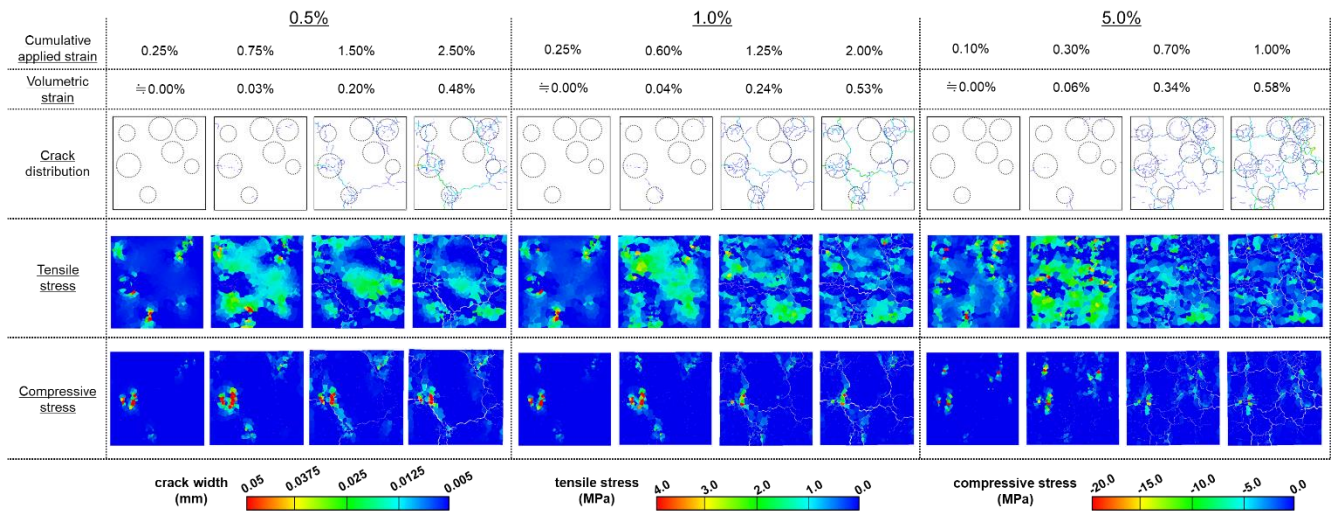 0.5% 1.0% 5.0%
Cumulative
applied strain
0.25% 0.75% 1.50% 2.50% 0.25% 0.60% 1.25% 2.00% 0.10% 0.30% 0.70% 1.00%
Volumetric
strain
≒0.00% 0.03% 0.20% 0.48% ≒0.00% 0.04% 0.24% 0.53% ≒0.00% 0.06% 0.34% 0.58%
Crack
distribution
Tensile
stress
Compressive
stress
crack width
(mm)
0.05 0.0375 0.025 0.0125 0.005
tensile stress
(MPa)
4.0 3.0 2.0 1.0 0.0
compressive stress
(MPa)
-20.0 -15.0 -10.0 -5.0 0.0